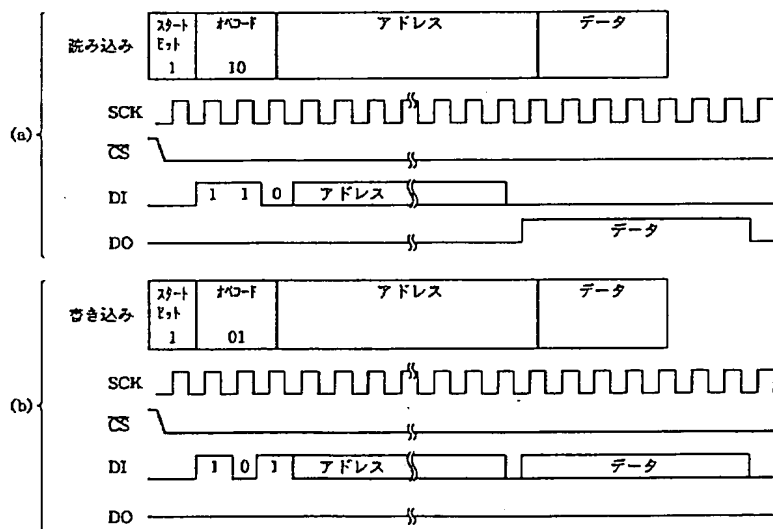 (a)
読み込み
スタート
ビット
1
オペコード
10
アドレス
データ
SCK
CS
DI
1 1 0 アドレス
DO
データ
(b)
書き込み
スタート
ビット
1
オペコード
01
アドレス
データ
SCK
CS
DI
1 0 1 アドレス
データ
DO